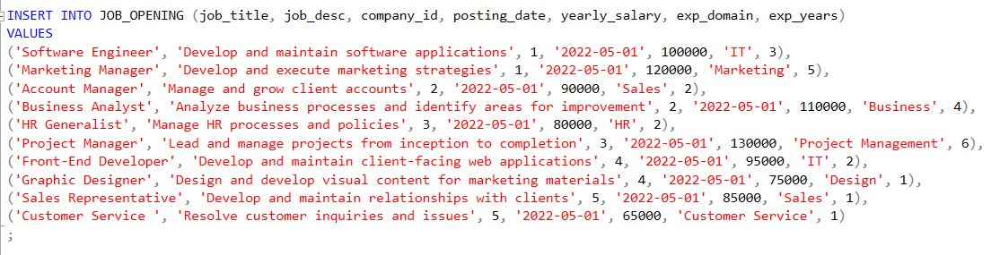 INSERT INTO JOB_OPENING (job_title, job_desc, company_id, posting_date, yearly_salary, exp_domain, exp_years)
VALUES
('Software Engineer', 'Develop and maintain software applications', 1, '2022-05-01', 100000, 'IT', 3),
('Marketing Manager', 'Develop and execute marketing strategies', 1, '2022-05-01', 120000, 'Marketing', 5),
('Account Manager', 'Manage and grow client accounts', 2, '2022-05-01', 90000, 'Sales', 2),
('Business Analyst', 'Analyze business processes and identify areas for improvement', 2, '2022-05-01', 110000, 'Business', 4),
('HR Generalist', 'Manage HR processes and policies', 3, '2022-05-01', 80000, 'HR', 2),
('Project Manager', 'Lead and manage projects from inception to completion', 3, '2022-05-01', 130000, 'Project Management', 6),
('Front-End Developer', 'Develop and maintain client-facing web applications', 4, '2022-05-01', 95000, 'IT', 2),
('Graphic Designer', 'Design and develop visual content for marketing materials', 4, '2022-05-01', 75000, 'Design', 1),
('Sales Representative', 'Develop and maintain relationships with clients', 5, '2022-05-01', 85000, 'Sales', 1),
('Customer Service ', 'Resolve customer inquiries and issues', 5, '2022-05-01', 65000, 'Customer Service', 1)
;